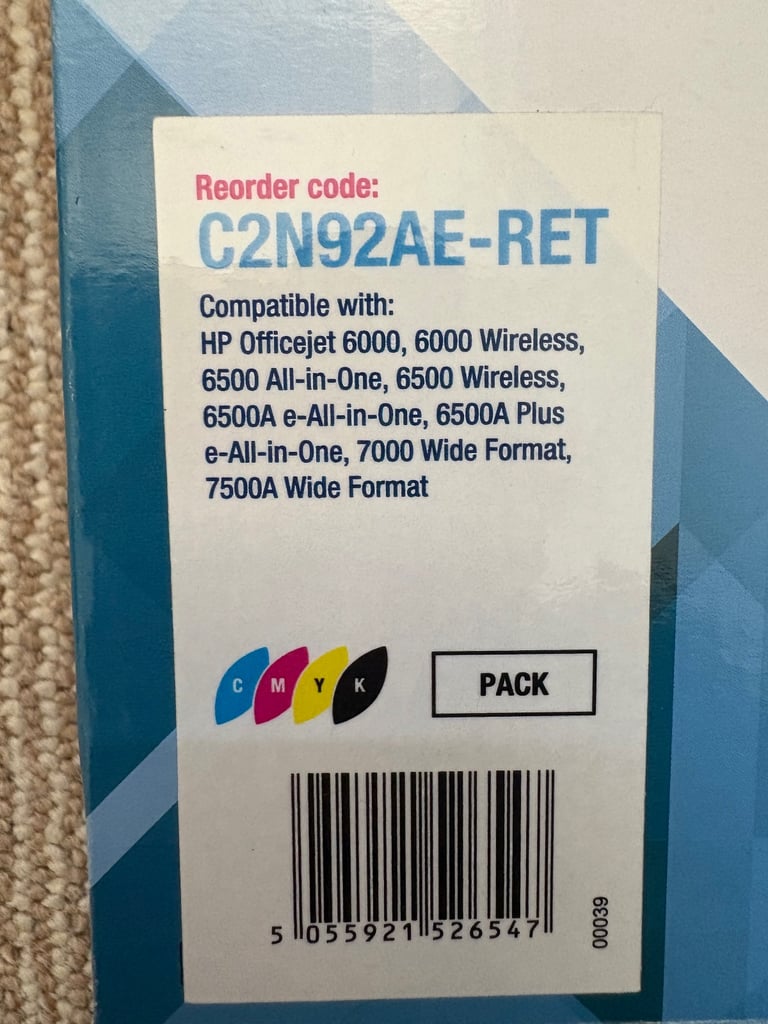 Reorder code:
C2N92AE-RET
Compatible with:
HP Officejet 6000, 6000 Wireless,
6500 All-in-One, 6500 Wireless,
6500A e-All-in-One, 6500A Plus
e-All-in-One, 7000 Wide Format,
7500A Wide Format
C M Y K
PACK
5 055921 526547
00039